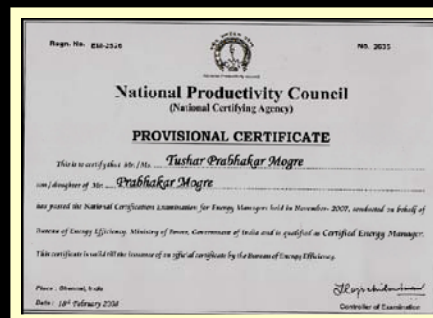 Regn. No. EM-2536
No. 2635
National Productivity Council
National Productivity Council
(National Certifying Agency)
PROVISIONAL CERTIFICATE
This is to certify that Mr. / Ms. Tushar Prabhakar Mogre
son / daughter of Mr. Prabhakar Mogre
has passed the National Certification Examination for Energy Managers held in November- 2007, conducted on behalf of
Bureau of Energy Efficiency, Ministry of Power, Government of India and is qualified as Certified Energy Manager.
This certificate is valid till the issuance of an official certificate by the Bureau of Energy Efficiency.
Place : Chennai, India
Date : 18th February 2008
Controller of Examination